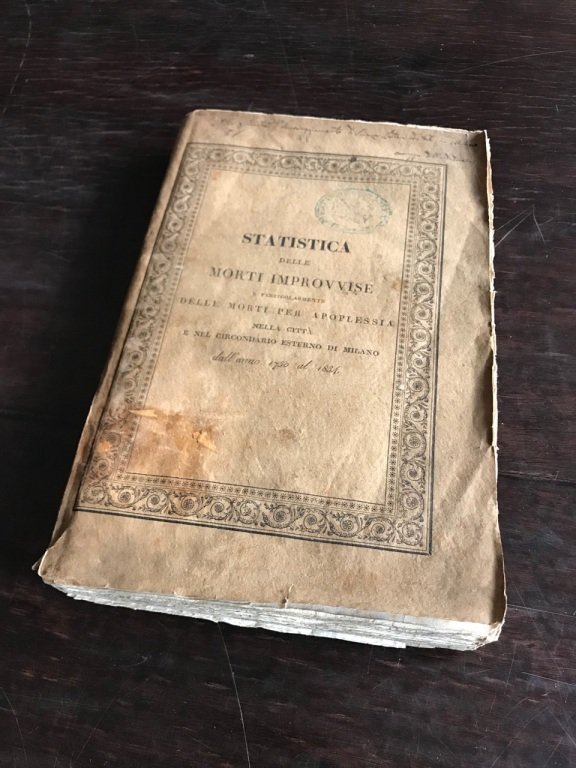 STATISTICA
DELLE
MORTI IMPROVVISE
E PARTICOLARMENTE
DELLE MORTI PER APOPLESSIA
NELLA CITTÀ
E NEL CIRCONDARIO ESTERNO DI MILANO
dall'anno 1750 al 1834.